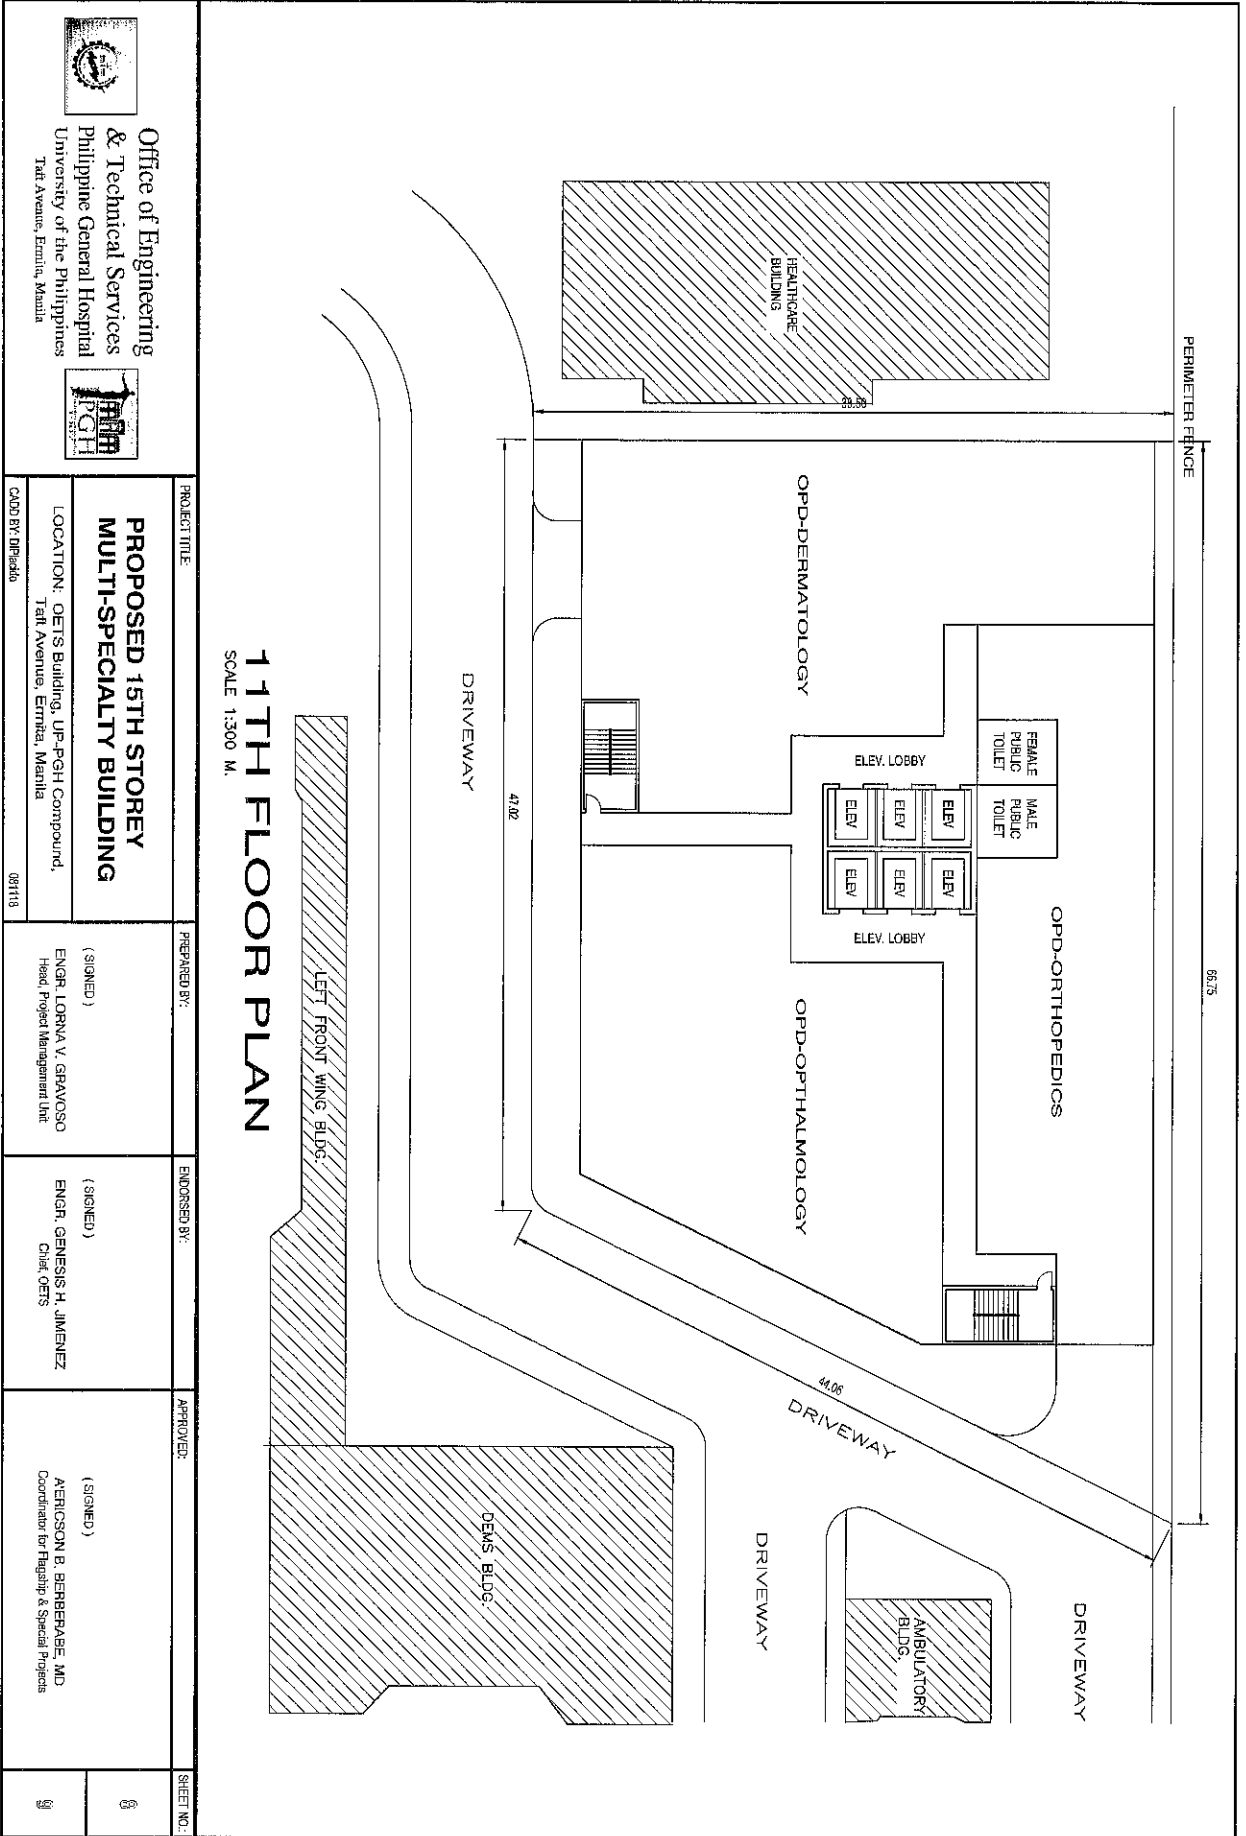 PERIMETER FENCE
66.75
39.50
HEALTHCARE
BUILDING
OPD-DERMATOLOGY
FEMALE
PUBLIC
TOILET
MALE
PUBLIC
TOILET
OPD-ORTHOPEDICS
ELEV. LOBBY
ELEV
ELEV
ELEV
ELEV
ELEV
ELEV
ELEV. LOBBY
OPD-OPTHALMOLOGY
47.02
44.06
DRIVEWAY
DRIVEWAY
DRIVEWAY
DRIVEWAY
AMBULATORY
BLDG.
LEFT FRONT WING BLDG.
DEMS BLDG.
11TH FLOOR PLAN
SCALE 1:300 M.
Office of Engineering
& Technical Services
Philippine General Hospital
University of the Philippines
Taft Avenue, Ermita, Manila
PGH
PROJECT TITLE:
PROPOSED 15TH STOREY
MULTI-SPECIALTY BUILDING
LOCATION: OETS Building, UP-PGH Compound,
Taft Avenue, Ermita, Manila
CADD BY: DPlacido
081118
PREPARED BY:
( SIGNED )
ENGR. LORNA V. GRAVOSO
Head, Project Management Unit
ENDORSED BY:
( SIGNED )
ENGR. GENESIS H. JIMENEZ
Chief, OETS
APPROVED:
( SIGNED )
A'ERICSON B. BERBERABE, MD
Coordinator for Flagship & Special Projects
SHEET NO.: